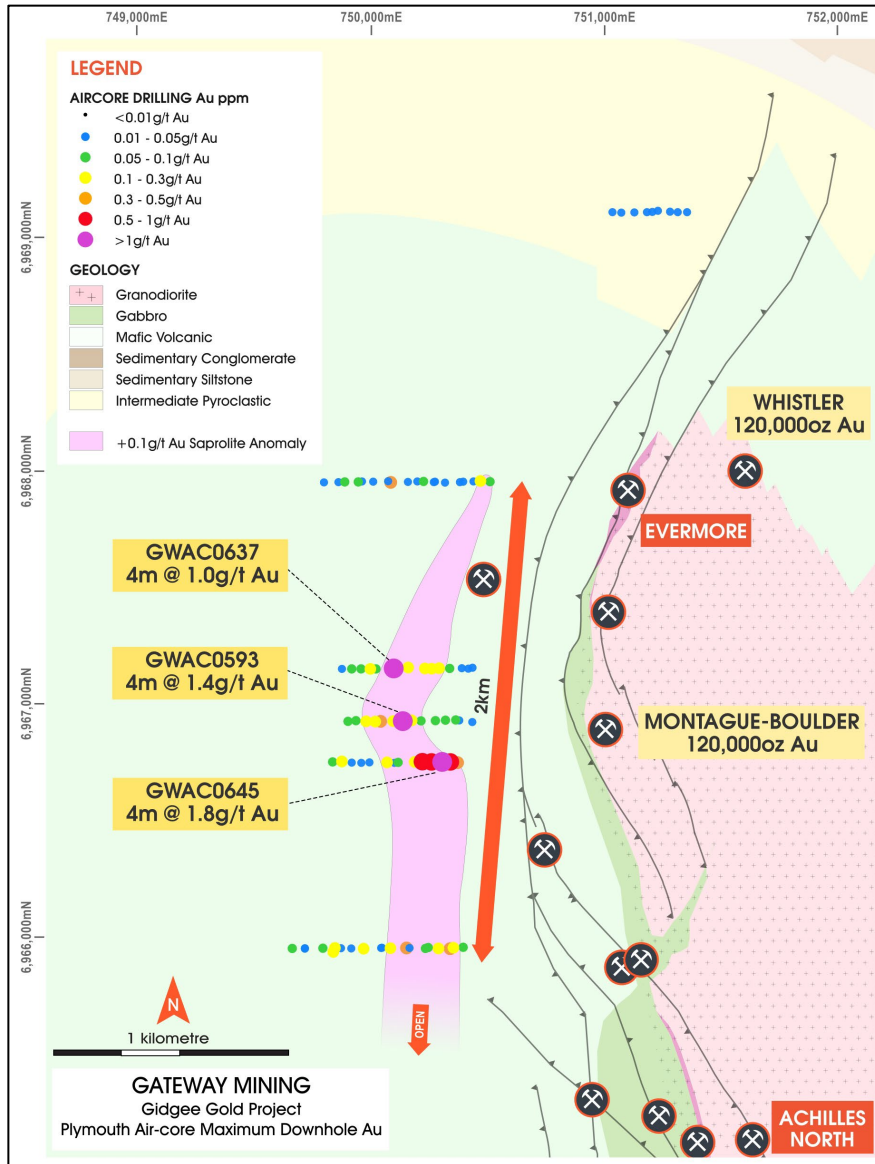 749,000mE
750,000mE
751,000mE
752,000mE
6,969,000mN
6,968,000mN
6,967,000mN
6,966,000mN
LEGEND
AIRCORE DRILLING Au ppm
<0.01g/t Au
0.01 - 0.05g/t Au
0.05 - 0.1g/t Au
0.1 - 0.3g/t Au
0.3 - 0.5g/t Au
0.5 - 1g/t Au
>1g/t Au
GEOLOGY
Granodiorite
Gabbro
Mafic Volcanic
Sedimentary Conglomerate
Sedimentary Siltstone
Intermediate Pyroclastic
+0.1g/t Au Saprolite Anomaly
WHISTLER
120,000oz Au
EVERMORE
GWAC0637
4m @ 1.0g/t Au
GWAC0593
4m @ 1.4g/t Au
GWAC0645
4m @ 1.8g/t Au
2km
MONTAGUE-BOULDER
120,000oz Au
OPEN
N
1 kilometre
GATEWAY MINING
Gidgee Gold Project
Plymouth Air-core Maximum Downhole Au
ACHILLES
NORTH